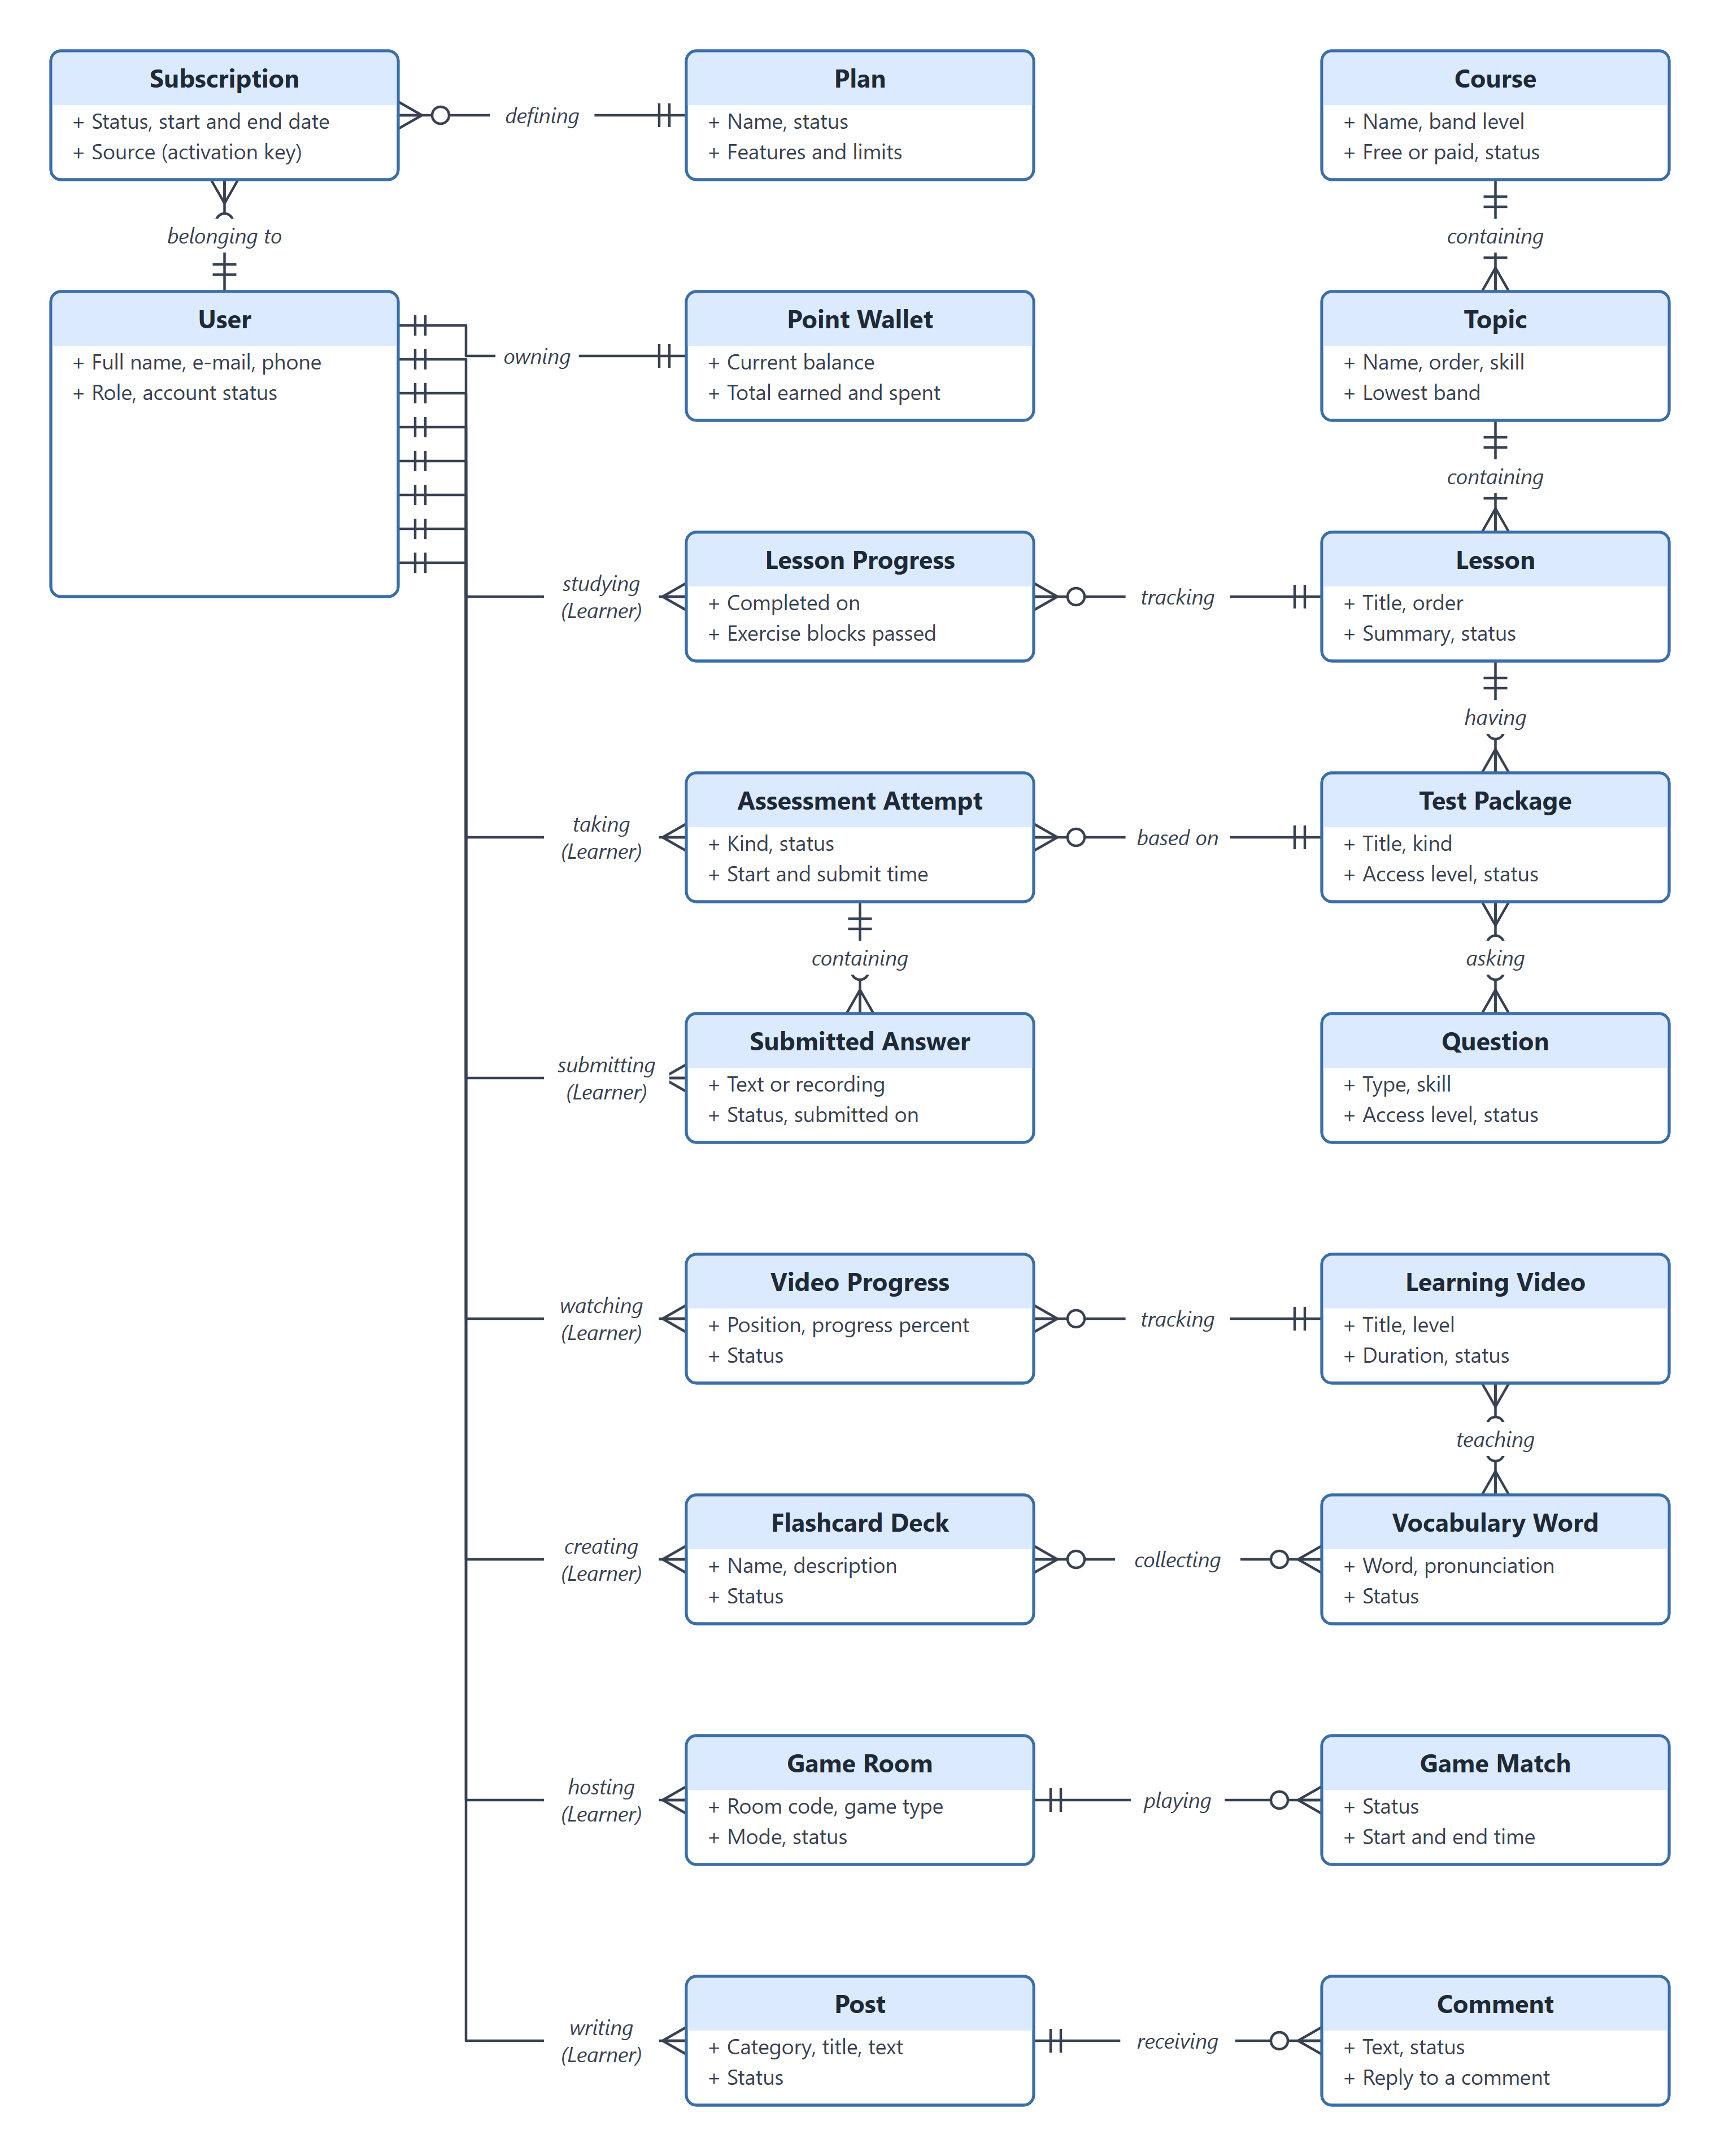 Subscription
+ Status, start and end date
+ Source (activation key)
defining
Plan
+ Name, status
+ Features and limits
Course
+ Name, band level
+ Free or paid, status
belonging to
containing
User
+ Full name, e-mail, phone
+ Role, account status
owning
Point Wallet
+ Current balance
+ Total earned and spent
Topic
+ Name, order, skill
+ Lowest band
containing
studying
(Learner)
Lesson Progress
+ Completed on
+ Exercise blocks passed
tracking
Lesson
+ Title, order
+ Summary, status
having
taking
(Learner)
Assessment Attempt
+ Kind, status
+ Start and submit time
based on
Test Package
+ Title, kind
+ Access level, status
containing
asking
submitting
(Learner)
Submitted Answer
+ Text or recording
+ Status, submitted on
Question
+ Type, skill
+ Access level, status
watching
(Learner)
Video Progress
+ Position, progress percent
+ Status
tracking
Learning Video
+ Title, level
+ Duration, status
teaching
creating
(Learner)
Flashcard Deck
+ Name, description
+ Status
collecting
Vocabulary Word
+ Word, pronunciation
+ Status
hosting
(Learner)
Game Room
+ Room code, game type
+ Mode, status
playing
Game Match
+ Status
+ Start and end time
writing
(Learner)
Post
+ Category, title, text
+ Status
receiving
Comment
+ Text, status
+ Reply to a comment